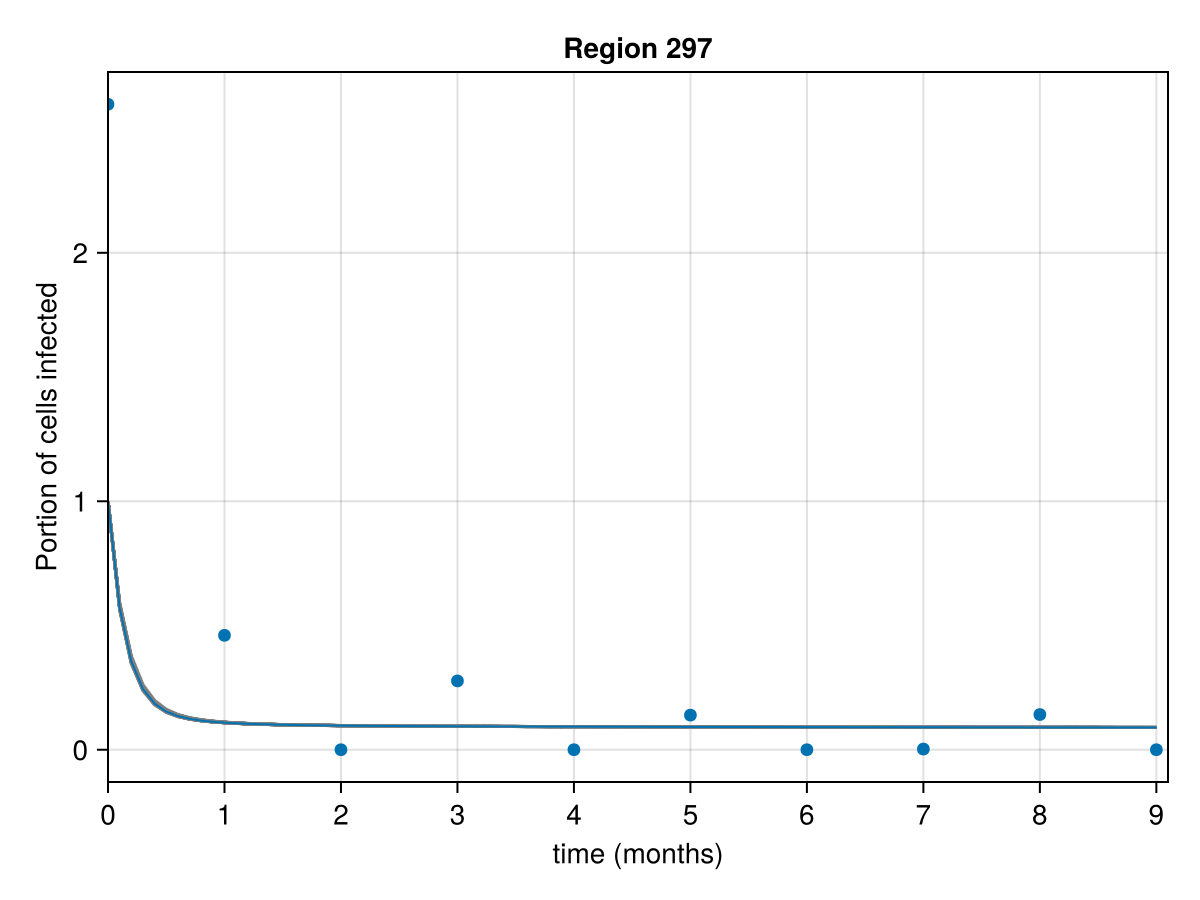 Region 297
Portion of cells infected
2
1
0
0 1 2 3 4 5 6 7 8 9
time (months)